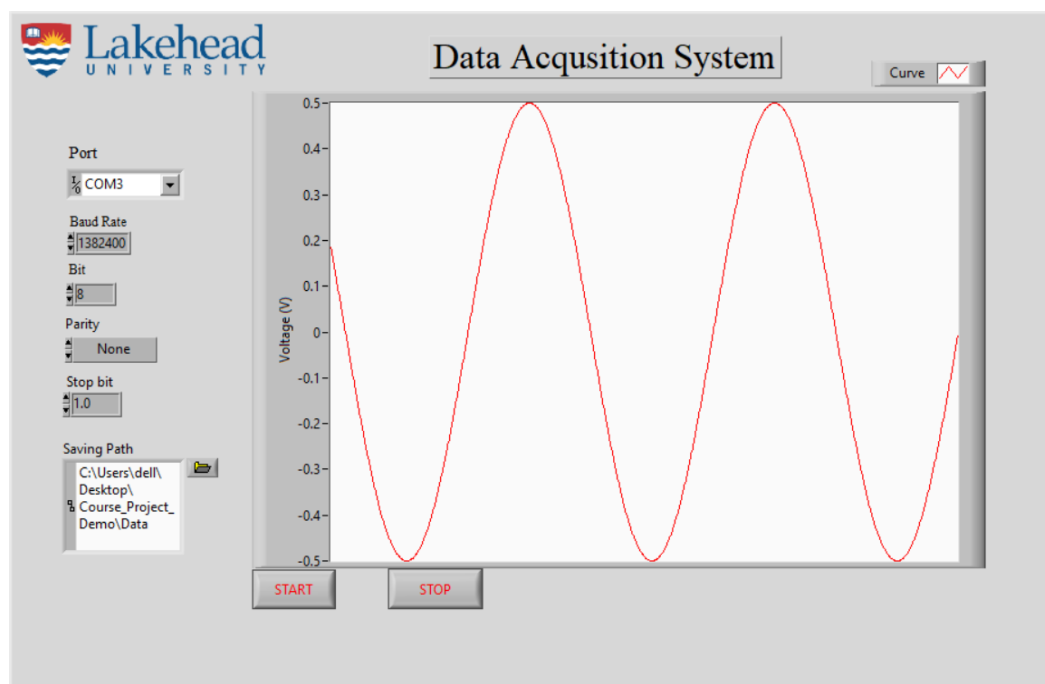 Lakehead
UNIVERSITY
Data Acqusition System
Curve
Port
I/O COM3
Baud Rate
1382400
Bit
8
Parity
None
Stop bit
1.0
Saving Path
C:\Users\dell\
Desktop\
Course_Project_
Demo\Data
Voltage (V)
0.5
0.4
0.3
0.2
0.1
0
-0.1
-0.2
-0.3
-0.4
-0.5
START
STOP